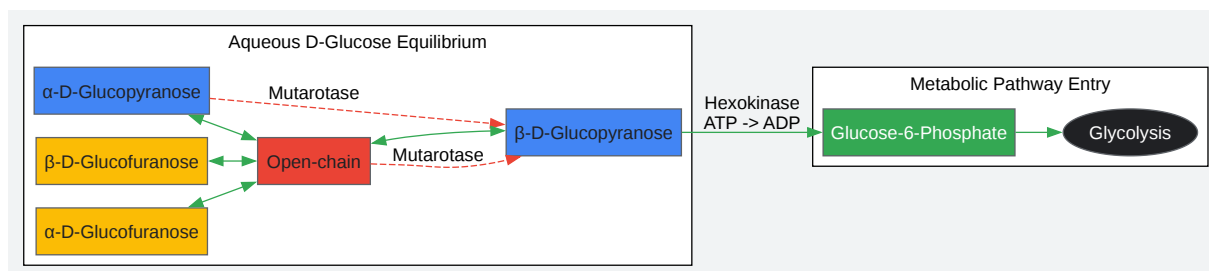 Aqueous D-Glucose Equilibrium
α-D-Glucopyranose
Mutarotase
β-D-Glucofuranose
Open-chain
Mutarotase
β-D-Glucopyranose
α-D-Glucofuranose
Hexokinase
ATP -> ADP
Metabolic Pathway Entry
Glucose-6-Phosphate
Glycolysis